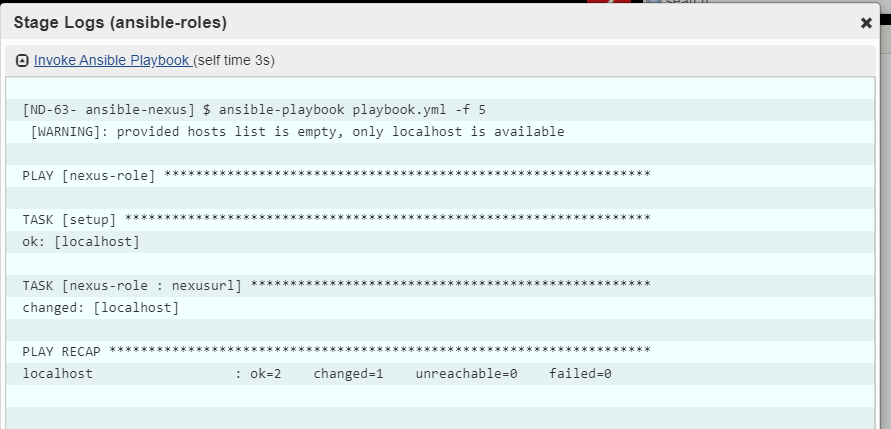 search
Stage Logs (ansible-roles)
Invoke Ansible Playbook (self time 3s)
[ND-63- ansible-nexus] $ ansible-playbook playbook.yml -f 5
[WARNING]: provided hosts list is empty, only localhost is available
PLAY [nexus-role] **************************************************************
TASK [setup] *******************************************************************
ok: [localhost]
TASK [nexus-role : nexusurl] ***************************************************
changed: [localhost]
PLAY RECAP *********************************************************************
localhost                  : ok=2    changed=1    unreachable=0    failed=0